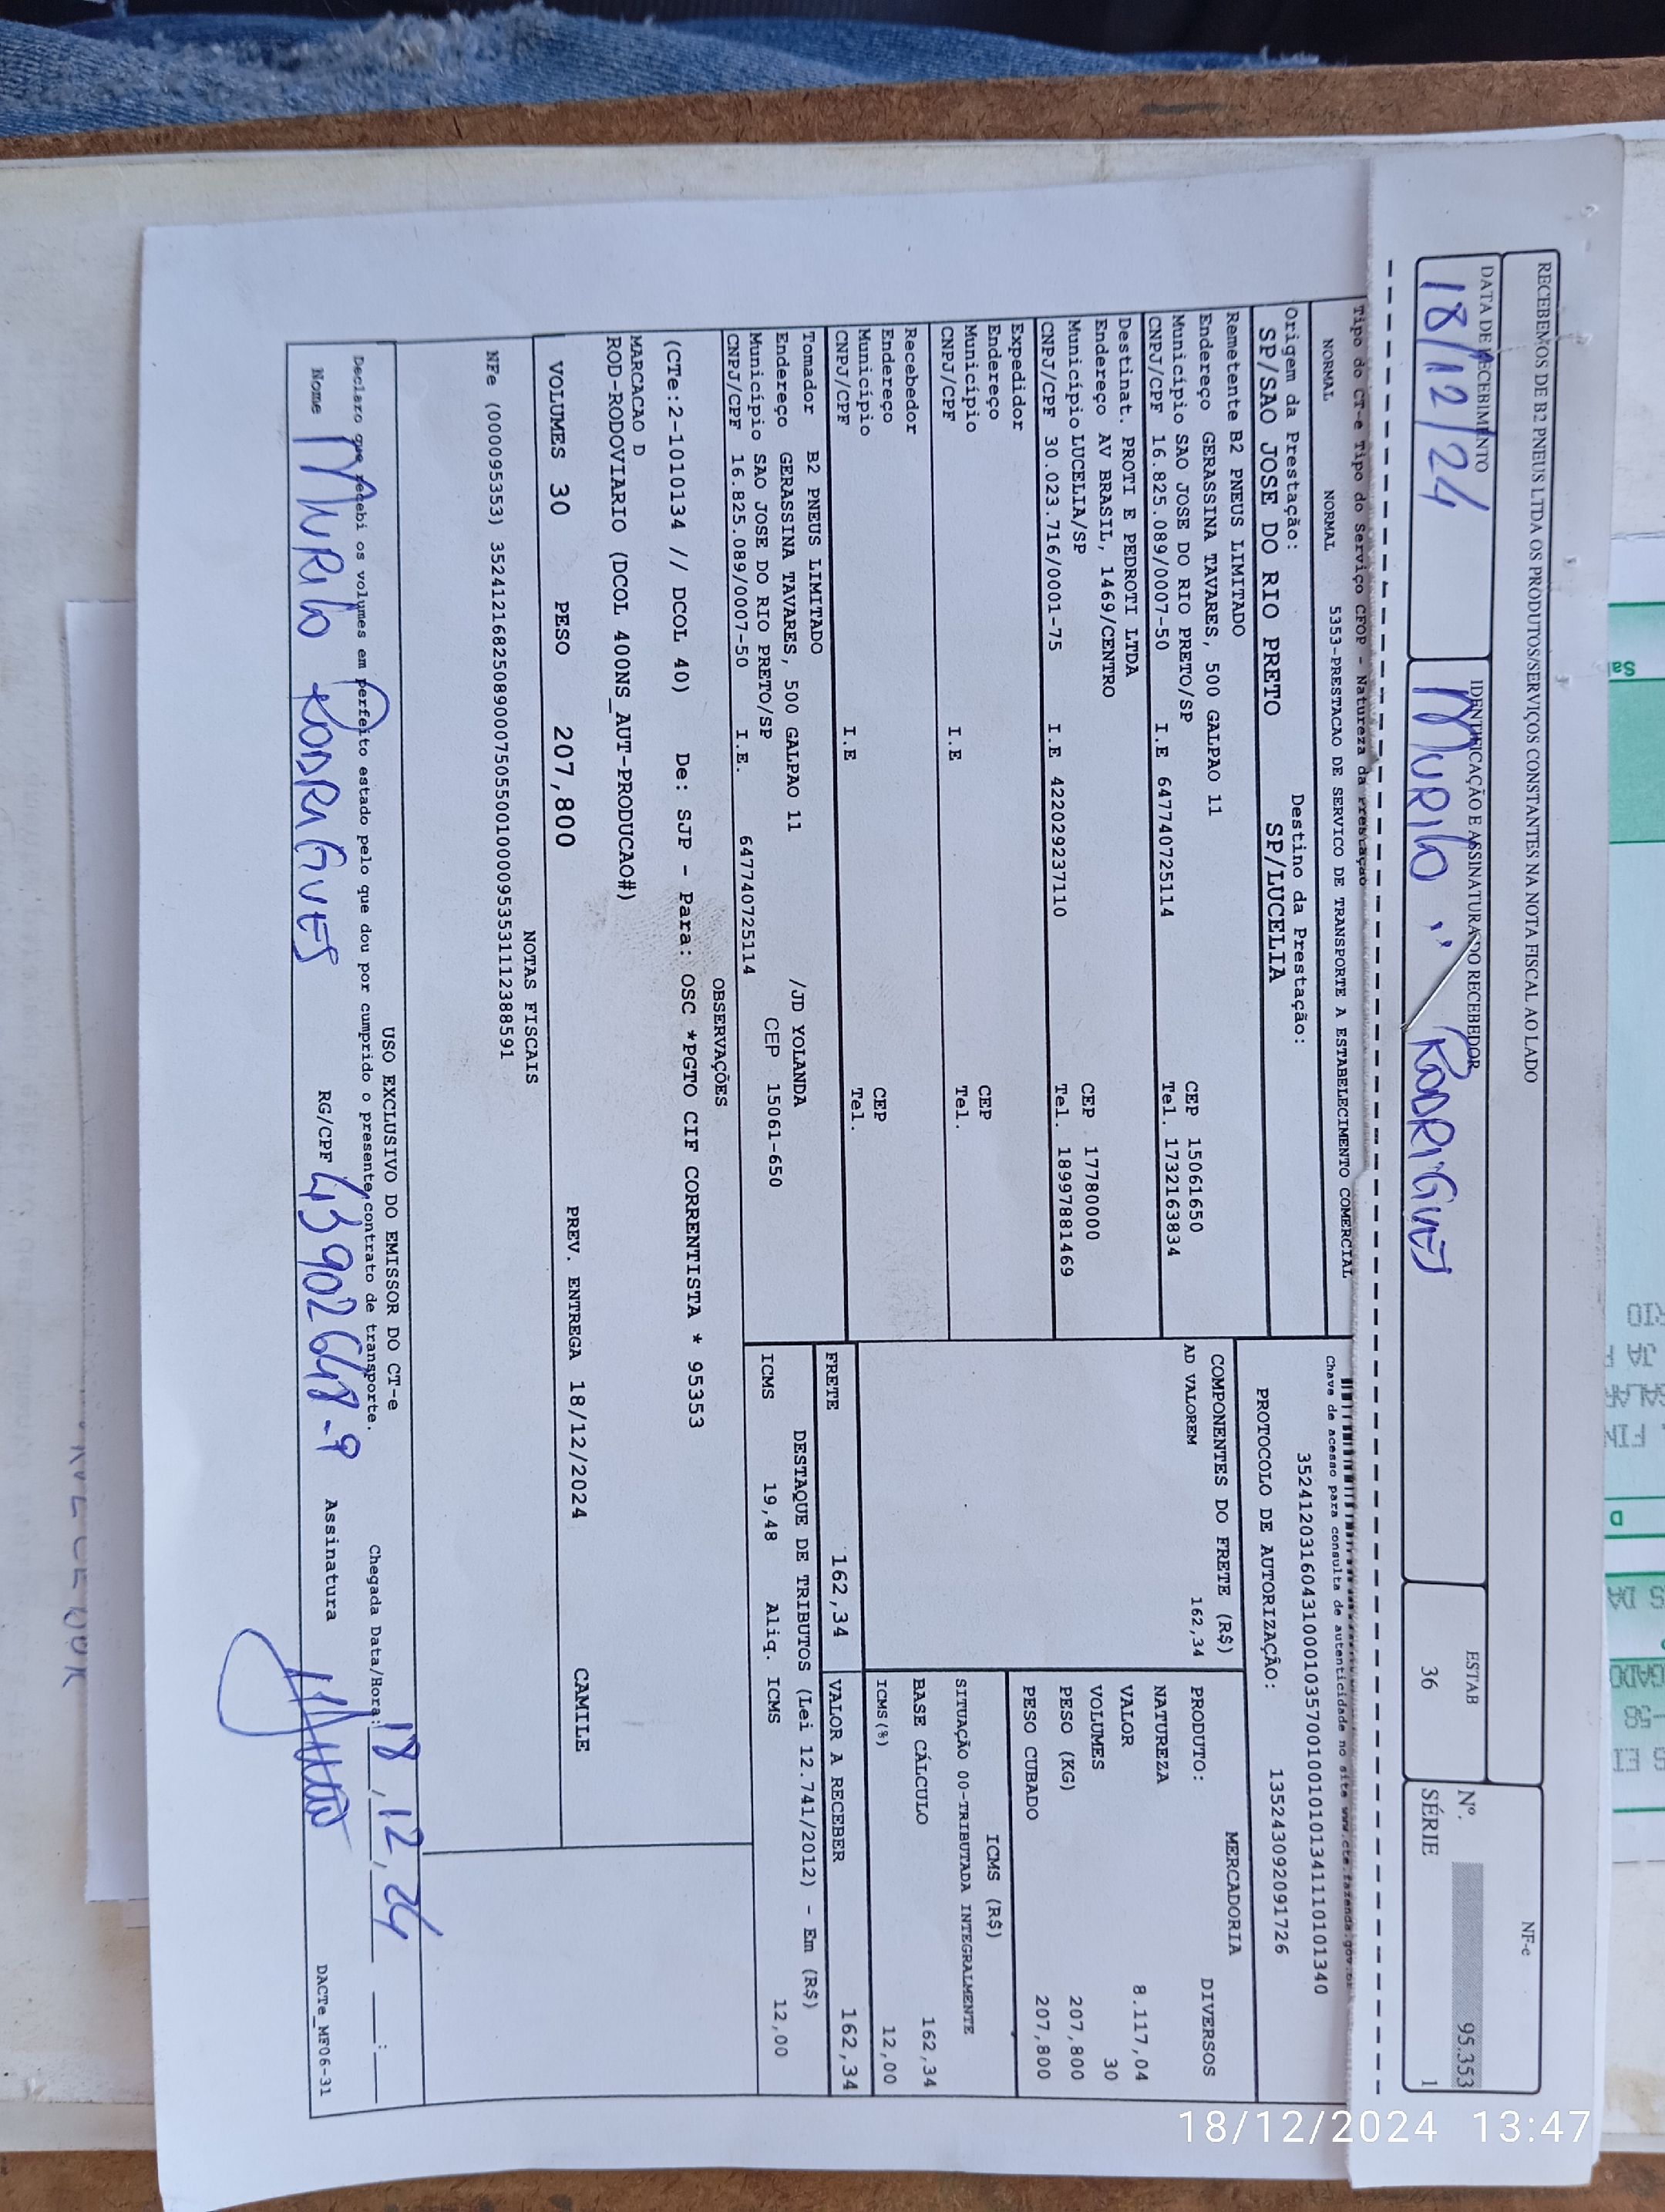 RECEBEMOS DE B2 PNEUS LTDA OS PRODUTOS/SERVIÇOS CONSTANTES NA NOTA FISCAL AO LADO
NF-e
DATA DE RECEBIMENTO
IDENTIFICAÇÃO E ASSINATURA DO RECEBEDOR
ESTAB
Nº. 95.353
18/12/24
Murilo Rodrigues
36
SÉRIE 1
Tipo do CT-e Tipo do Serviço CFOP - Natureza da Prestação
NORMAL NORMAL 5353-PRESTACAO DE SERVICO DE TRANSPORTE A ESTABELECIMENTO COMERCIAL
Chave de acesso para consulta de autenticidade no site www.cte.fazenda.gov.br
35241203160431000103570010010101341110101340
Origem da Prestação: Destino da Prestação:
SP/SAO JOSE DO RIO PRETO SP/LUCELIA
PROTOCOLO DE AUTORIZAÇÃO: 135243092091726
Remetente B2 PNEUS LIMITADO
Endereço GERASSINA TAVARES, 500 GALPAO 11
Município SAO JOSE DO RIO PRETO/SP CEP 15061650
CNPJ/CPF 16.825.089/0007-50 I.E 647740725114 Tel. 1732163834
Destinat. PROTI E PEDROTI LTDA
Endereço AV BRASIL, 1469/CENTRO
Município LUCELIA/SP CEP 17780000
CNPJ/CPF 30.023.716/0001-75 I.E 422029237110 Tel. 18997881469
Expedidor
Endereço
Município CEP
CNPJ/CPF I.E Tel.
Recebedor
Endereço
Município CEP
CNPJ/CPF I.E Tel.
Tomador B2 PNEUS LIMITADO
Endereço GERASSINA TAVARES, 500 GALPAO 11 /JD YOLANDA
Município SAO JOSE DO RIO PRETO/SP CEP 15061-650
CNPJ/CPF 16.825.089/0007-50 I.E. 647740725114
COMPONENTES DO FRETE (R$)
AD VALOREM 162,34
MERCADORIA
PRODUTO: DIVERSOS
NATUREZA
VALOR 8.117,04
VOLUMES 30
PESO (KG) 207,800
PESO CUBADO 207,800
ICMS (R$)
SITUAÇÃO 00-TRIBUTADA INTEGRALMENTE
BASE CÁLCULO 162,34
ICMS(%) 12,00
FRETE 162,34 VALOR A RECEBER 162,34
DESTAQUE DE TRIBUTOS (Lei 12.741/2012) - Em (R$)
ICMS 19,48 Aliq. ICMS 12,00
OBSERVAÇÕES
(CTe:2-1010134 // DCOL 40) De: SJP - Para: OSC *PGTO CIF CORRENTISTA * 95353
MARCACAO D
ROD-RODOVIARIO (DCOL 400NS_AUT-PRODUCAO#)
VOLUMES 30 PESO 207,800 PREV. ENTREGA 18/12/2024 CAMILE
NOTAS FISCAIS
NFe (000095353) 35241216825089000750550010000953531112388591
USO EXCLUSIVO DO EMISSOR DO CT-e
Declaro que recebi os volumes em perfeito estado pelo que dou por cumprido o presente contrato de transporte. Chegada Data/Hora: 18,12,24 :
Nome Murilo Rodrigues RG/CPF 43902648-9 Assinatura
DACTe_MF06-31
18/12/2024 13:47